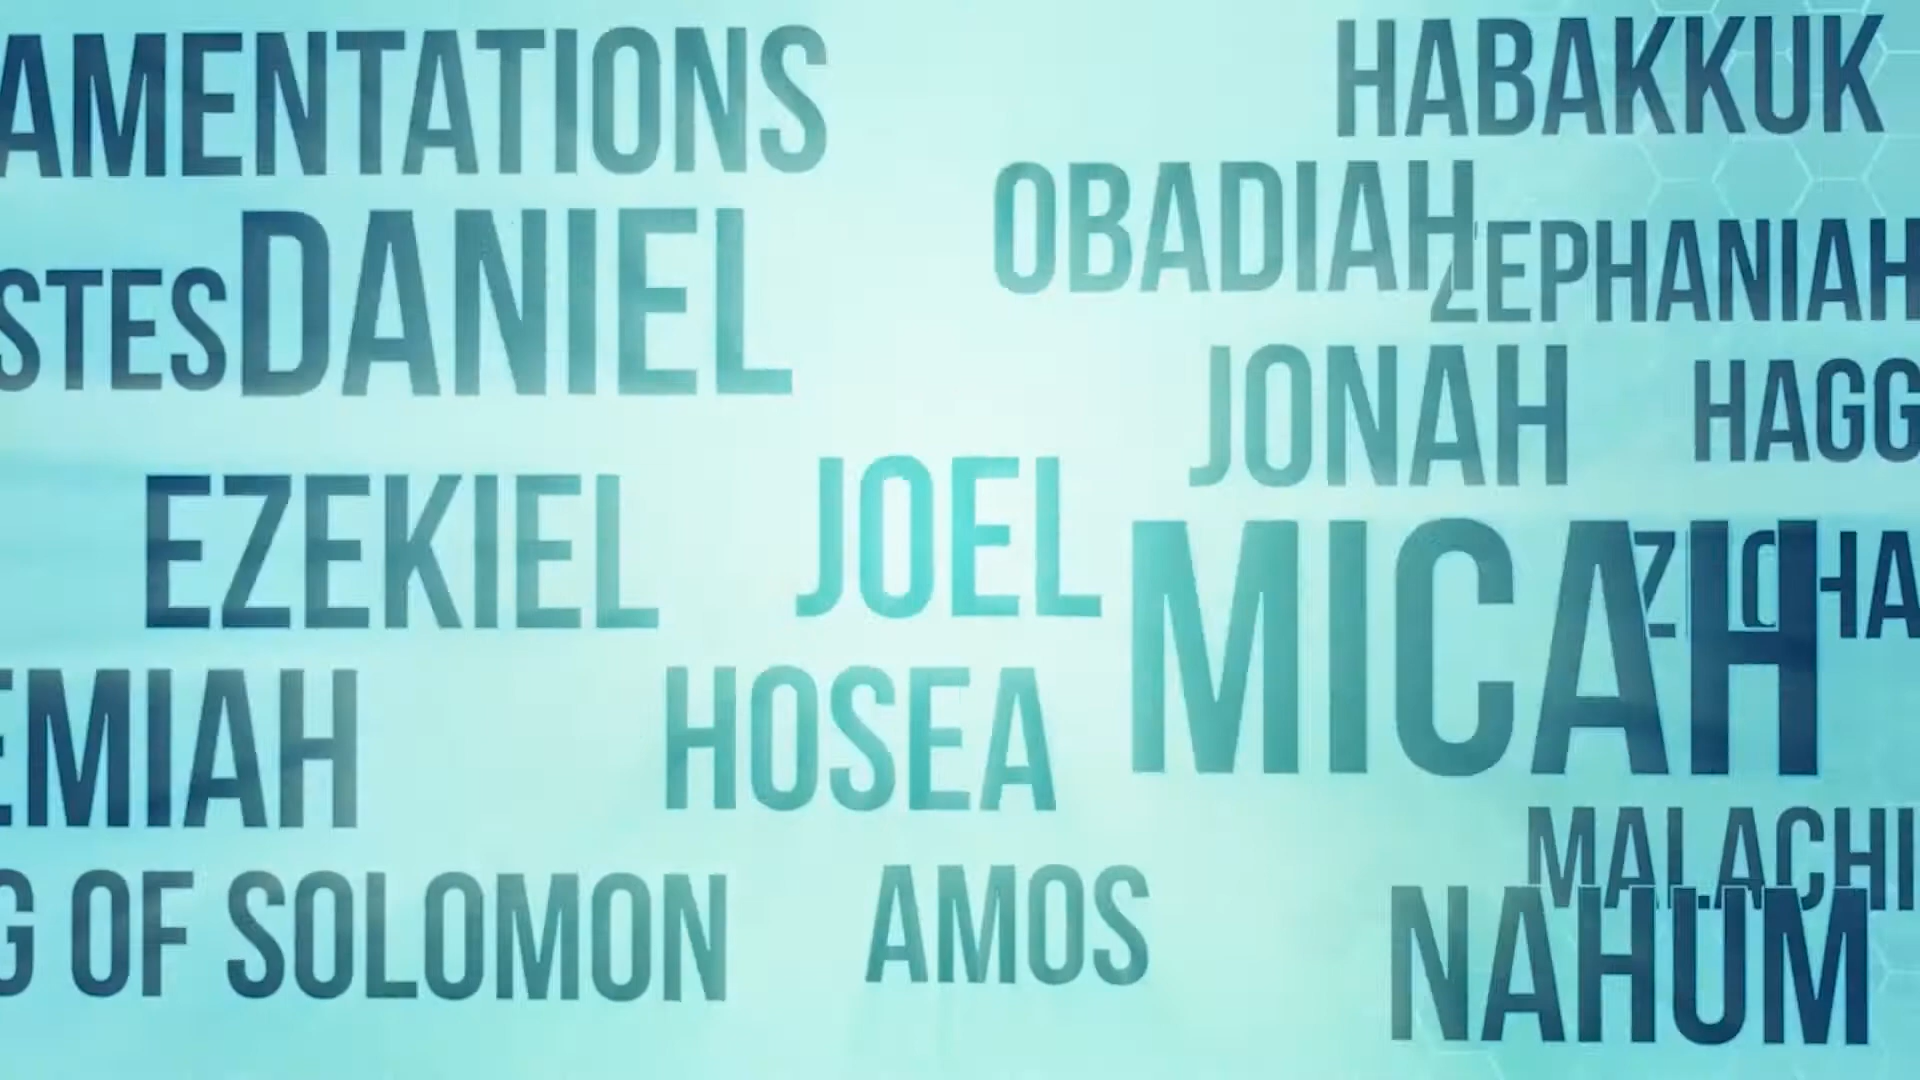 AMENTATIONS
HABAKKUK
OBADIAH
ZEPHANIAH
STES
DANIEL
JONAH
HAGG
EZEKIEL
JOEL
MICAH
EMIAH
HOSEA
MALACHI
G OF SOLOMON
AMOS
NAHUM